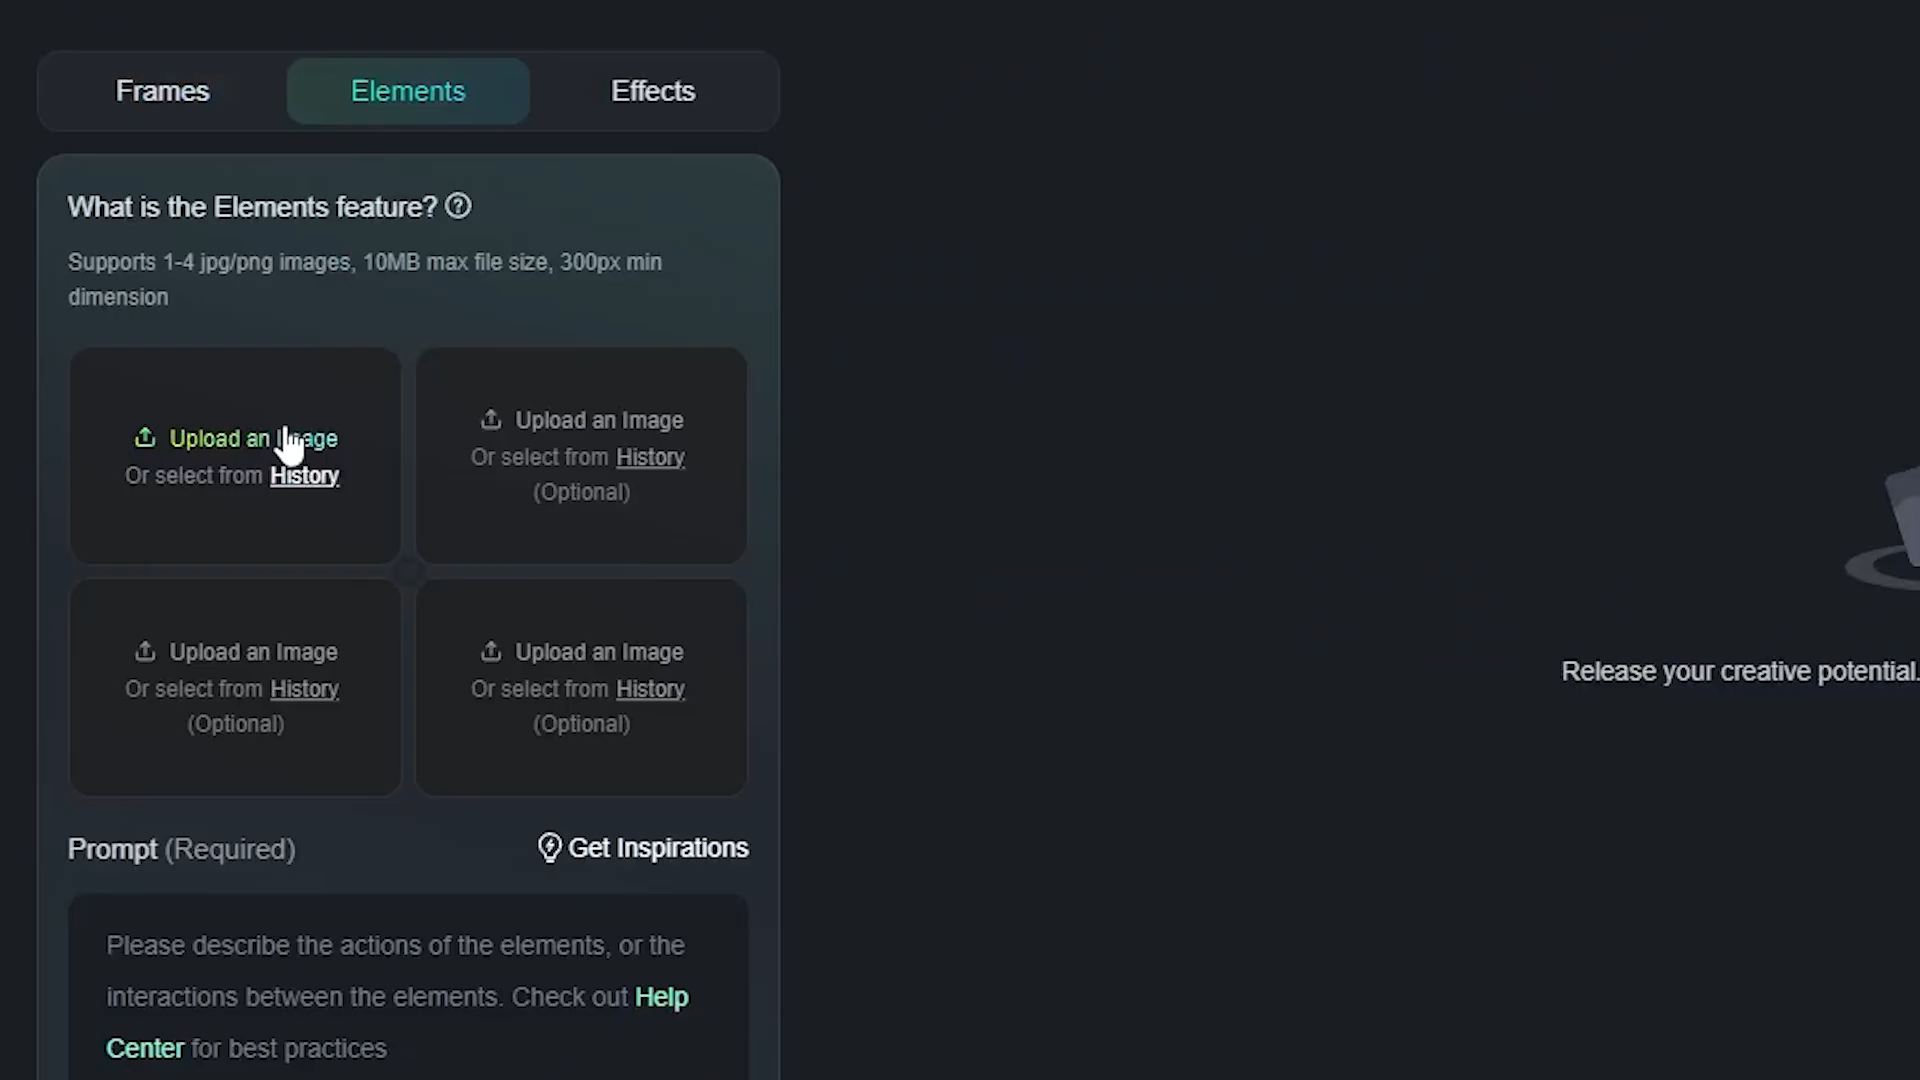 Frames
Elements
Effects
What is the Elements feature?
Supports 1-4 jpg/png images, 10MB max file size, 300px min
dimension
Upload an Image
Or select from History
Upload an Image
Or select from History
(Optional)
Upload an Image
Or select from History
(Optional)
Upload an Image
Or select from History
(Optional)
Prompt (Required)
Get Inspirations
Please describe the actions of the elements, or the
interactions between the elements. Check out Help
Center for best practices
Release your creative potential.